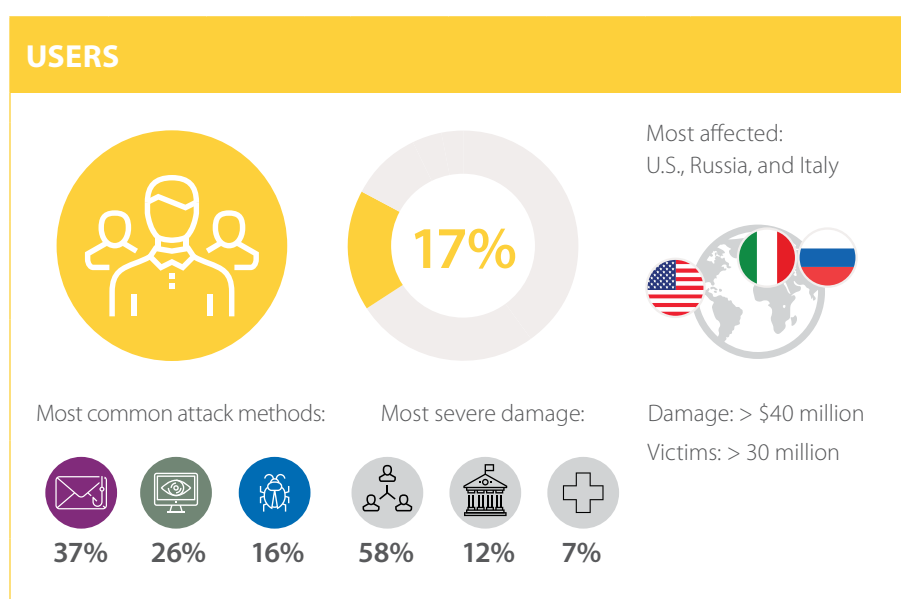 USERS
17%
Most affected:
U.S., Russia, and Italy
Most common attack methods:
37%
26%
16%
Most severe damage:
58%
12%
7%
Damage: > $40 million
Victims: > 30 million